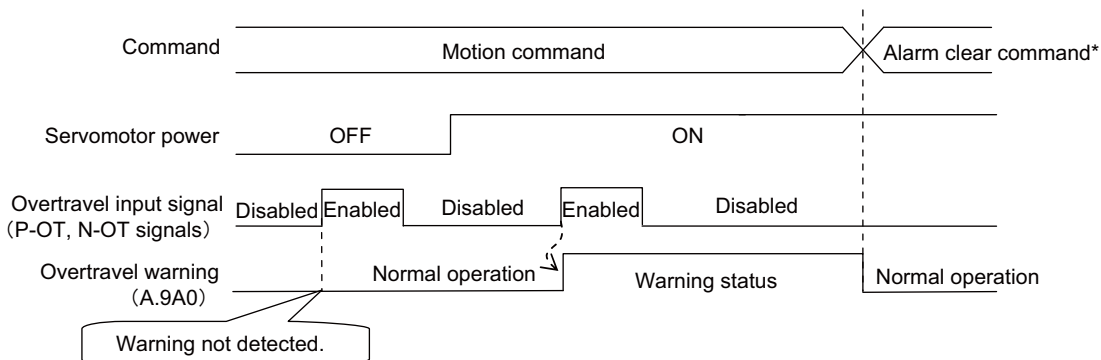 Command
Motion command
Alarm clear command*
Servomotor power
OFF
ON
Overtravel input signal
(P-OT, N-OT signals)
Disabled
Enabled
Disabled
Enabled
Disabled
Overtravel warning
(A.9A0)
Normal operation
Warning status
Normal operation
Warning not detected.